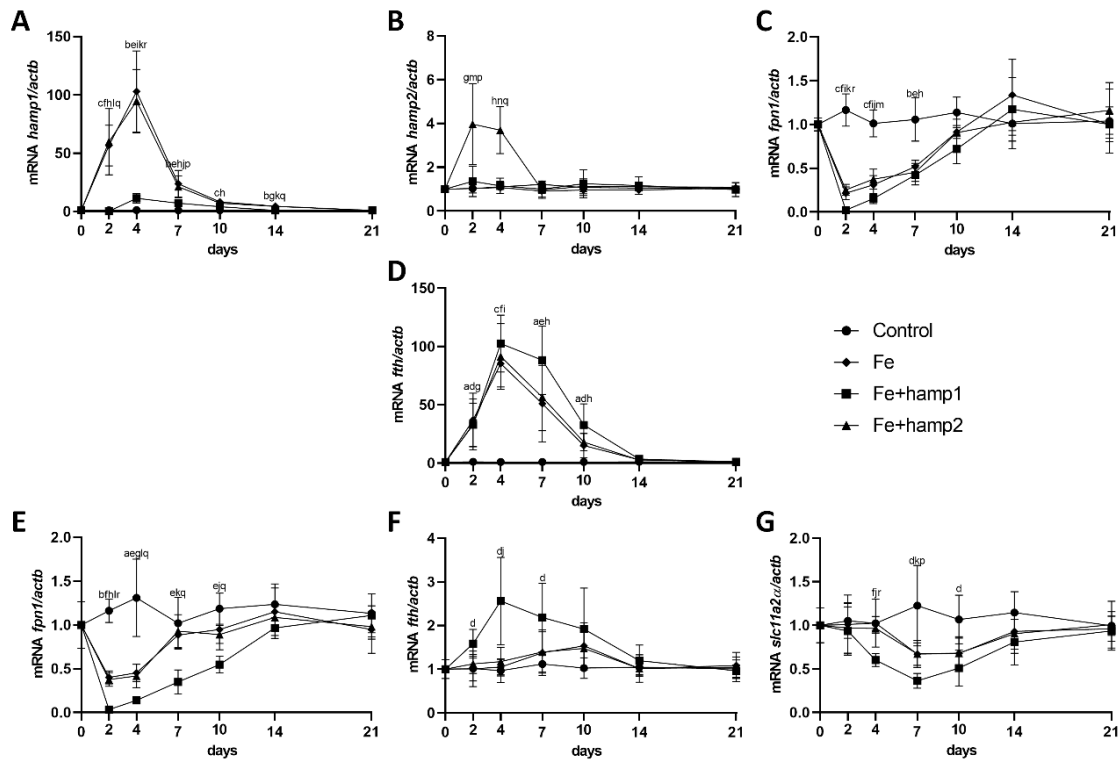 A
mRNA hamp1/actb
150
100
50
0
cfhlq
beikr
behjp
ch
bgkq
0 2 4 7 10 14 21
days
B
mRNA hamp2/actb
8
6
4
2
0
gmp
hnq
0 2 4 7 10 14 21
days
C
mRNA fpn1/actb
2.0
1.5
1.0
0.5
0.0
cfikr
cfijm
beh
0 2 4 7 10 14 21
days
D
mRNA fth/actb
150
100
50
0
adg
cfi
aeh
adh
0 2 4 7 10 14 21
days
Control
Fe
Fe+hamp1
Fe+hamp2
E
mRNA fpn1/actb
2.0
1.5
1.0
0.5
0.0
bfhlr
aeglq
ekq
ejq
0 2 4 7 10 14 21
days
F
mRNA fth/actb
4
3
2
1
0
d
dj
d
0 2 4 7 10 14 21
days
G
mRNA slc11a2α/actb
2.0
1.5
1.0
0.5
0.0
fjr
dkp
d
0 2 4 7 10 14 21
days